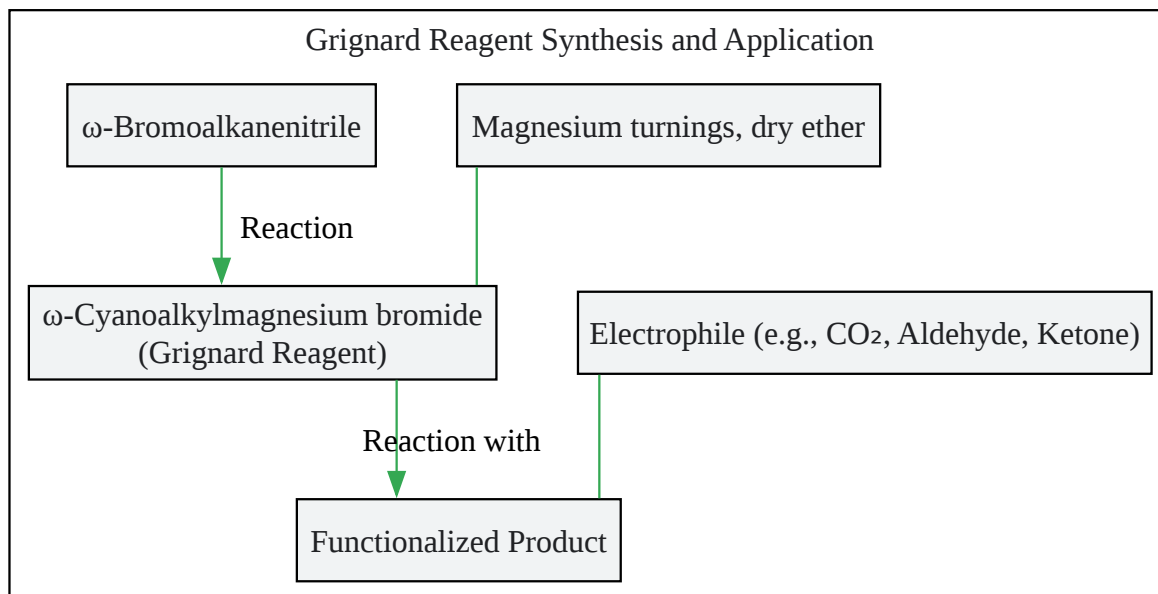 Grignard Reagent Synthesis and Application
ω-Bromoalkanenitrile
Magnesium turnings, dry ether
Reaction
ω-Cyanoalkylmagnesium bromide
(Grignard Reagent)
Electrophile (e.g., CO₂, Aldehyde, Ketone)
Reaction with
Functionalized Product